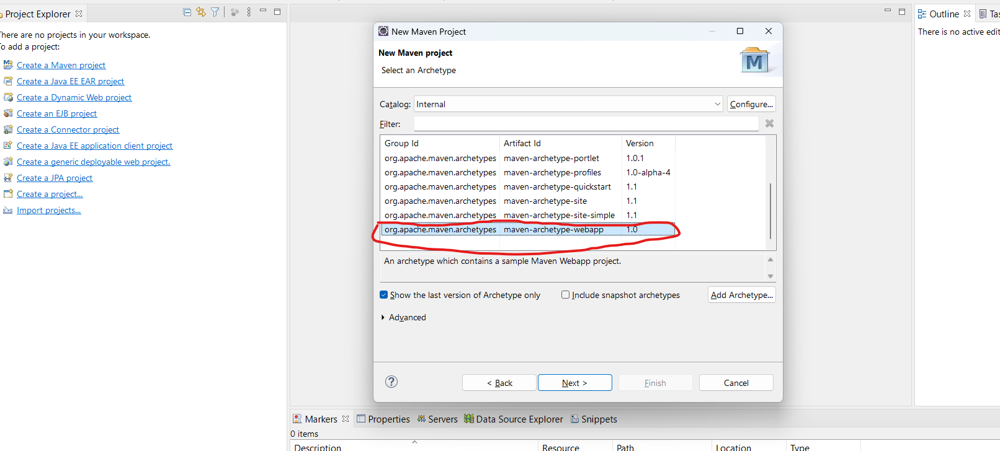 Project Explorer
There are no projects in your workspace.
To add a project:
Create a Maven project
Create a Java EE EAR project
Create a Dynamic Web project
Create an EJB project
Create a Connector project
Create a Java EE application client project
Create a generic deployable web project.
Create a JPA project
Create a project...
Import projects...
New Maven Project
New Maven project
Select an Archetype
M
Catalog: Internal Configure...
Filter:
Group Id Artifact Id Version
org.apache.maven.archetypes maven-archetype-portlet 1.0.1
org.apache.maven.archetypes maven-archetype-profiles 1.0-alpha-4
org.apache.maven.archetypes maven-archetype-quickstart 1.1
org.apache.maven.archetypes maven-archetype-site 1.1
org.apache.maven.archetypes maven-archetype-site-simple 1.1
org.apache.maven.archetypes maven-archetype-webapp 1.0
An archetype which contains a sample Maven Webapp project.
Show the last version of Archetype only Include snapshot archetypes Add Archetype...
Advanced
? < Back Next > Finish Cancel
Outline Tas
There is no active edit
Markers Properties Servers Data Source Explorer Snippets
0 items
Description Resource Path Location Type